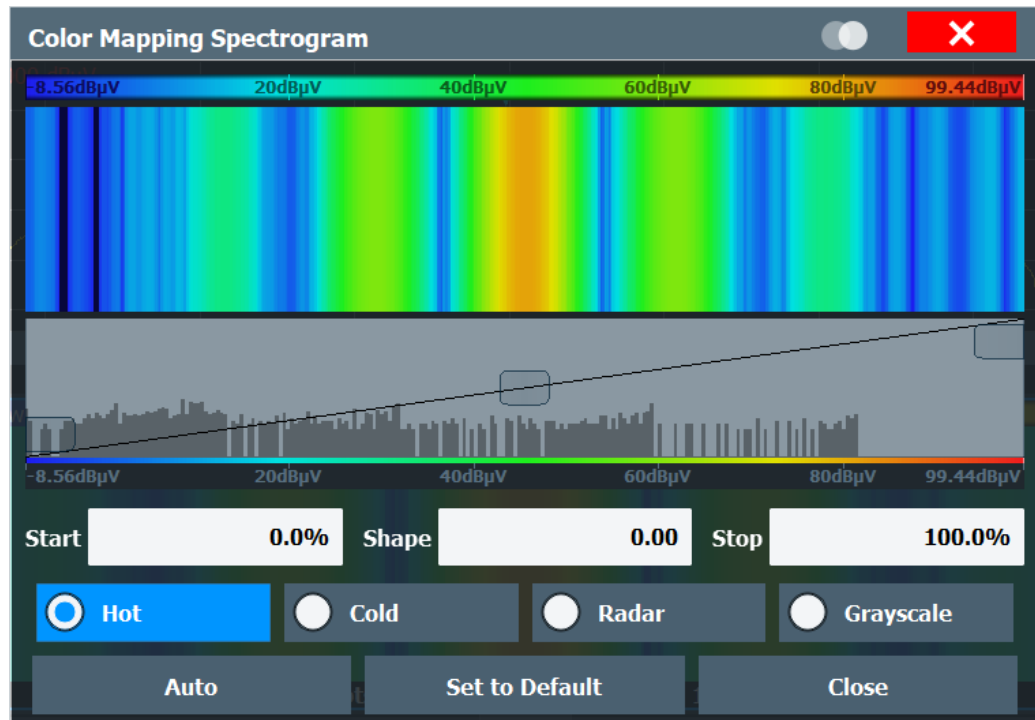 Color Mapping Spectrogram
-8.56dBµV 20dBµV 40dBµV 60dBµV 80dBµV 99.44dBµV
-8.56dBµV 20dBµV 40dBµV 60dBµV 80dBµV 99.44dBµV
Start 0.0% Shape 0.00 Stop 100.0%
Hot Cold Radar Grayscale
Auto Set to Default Close